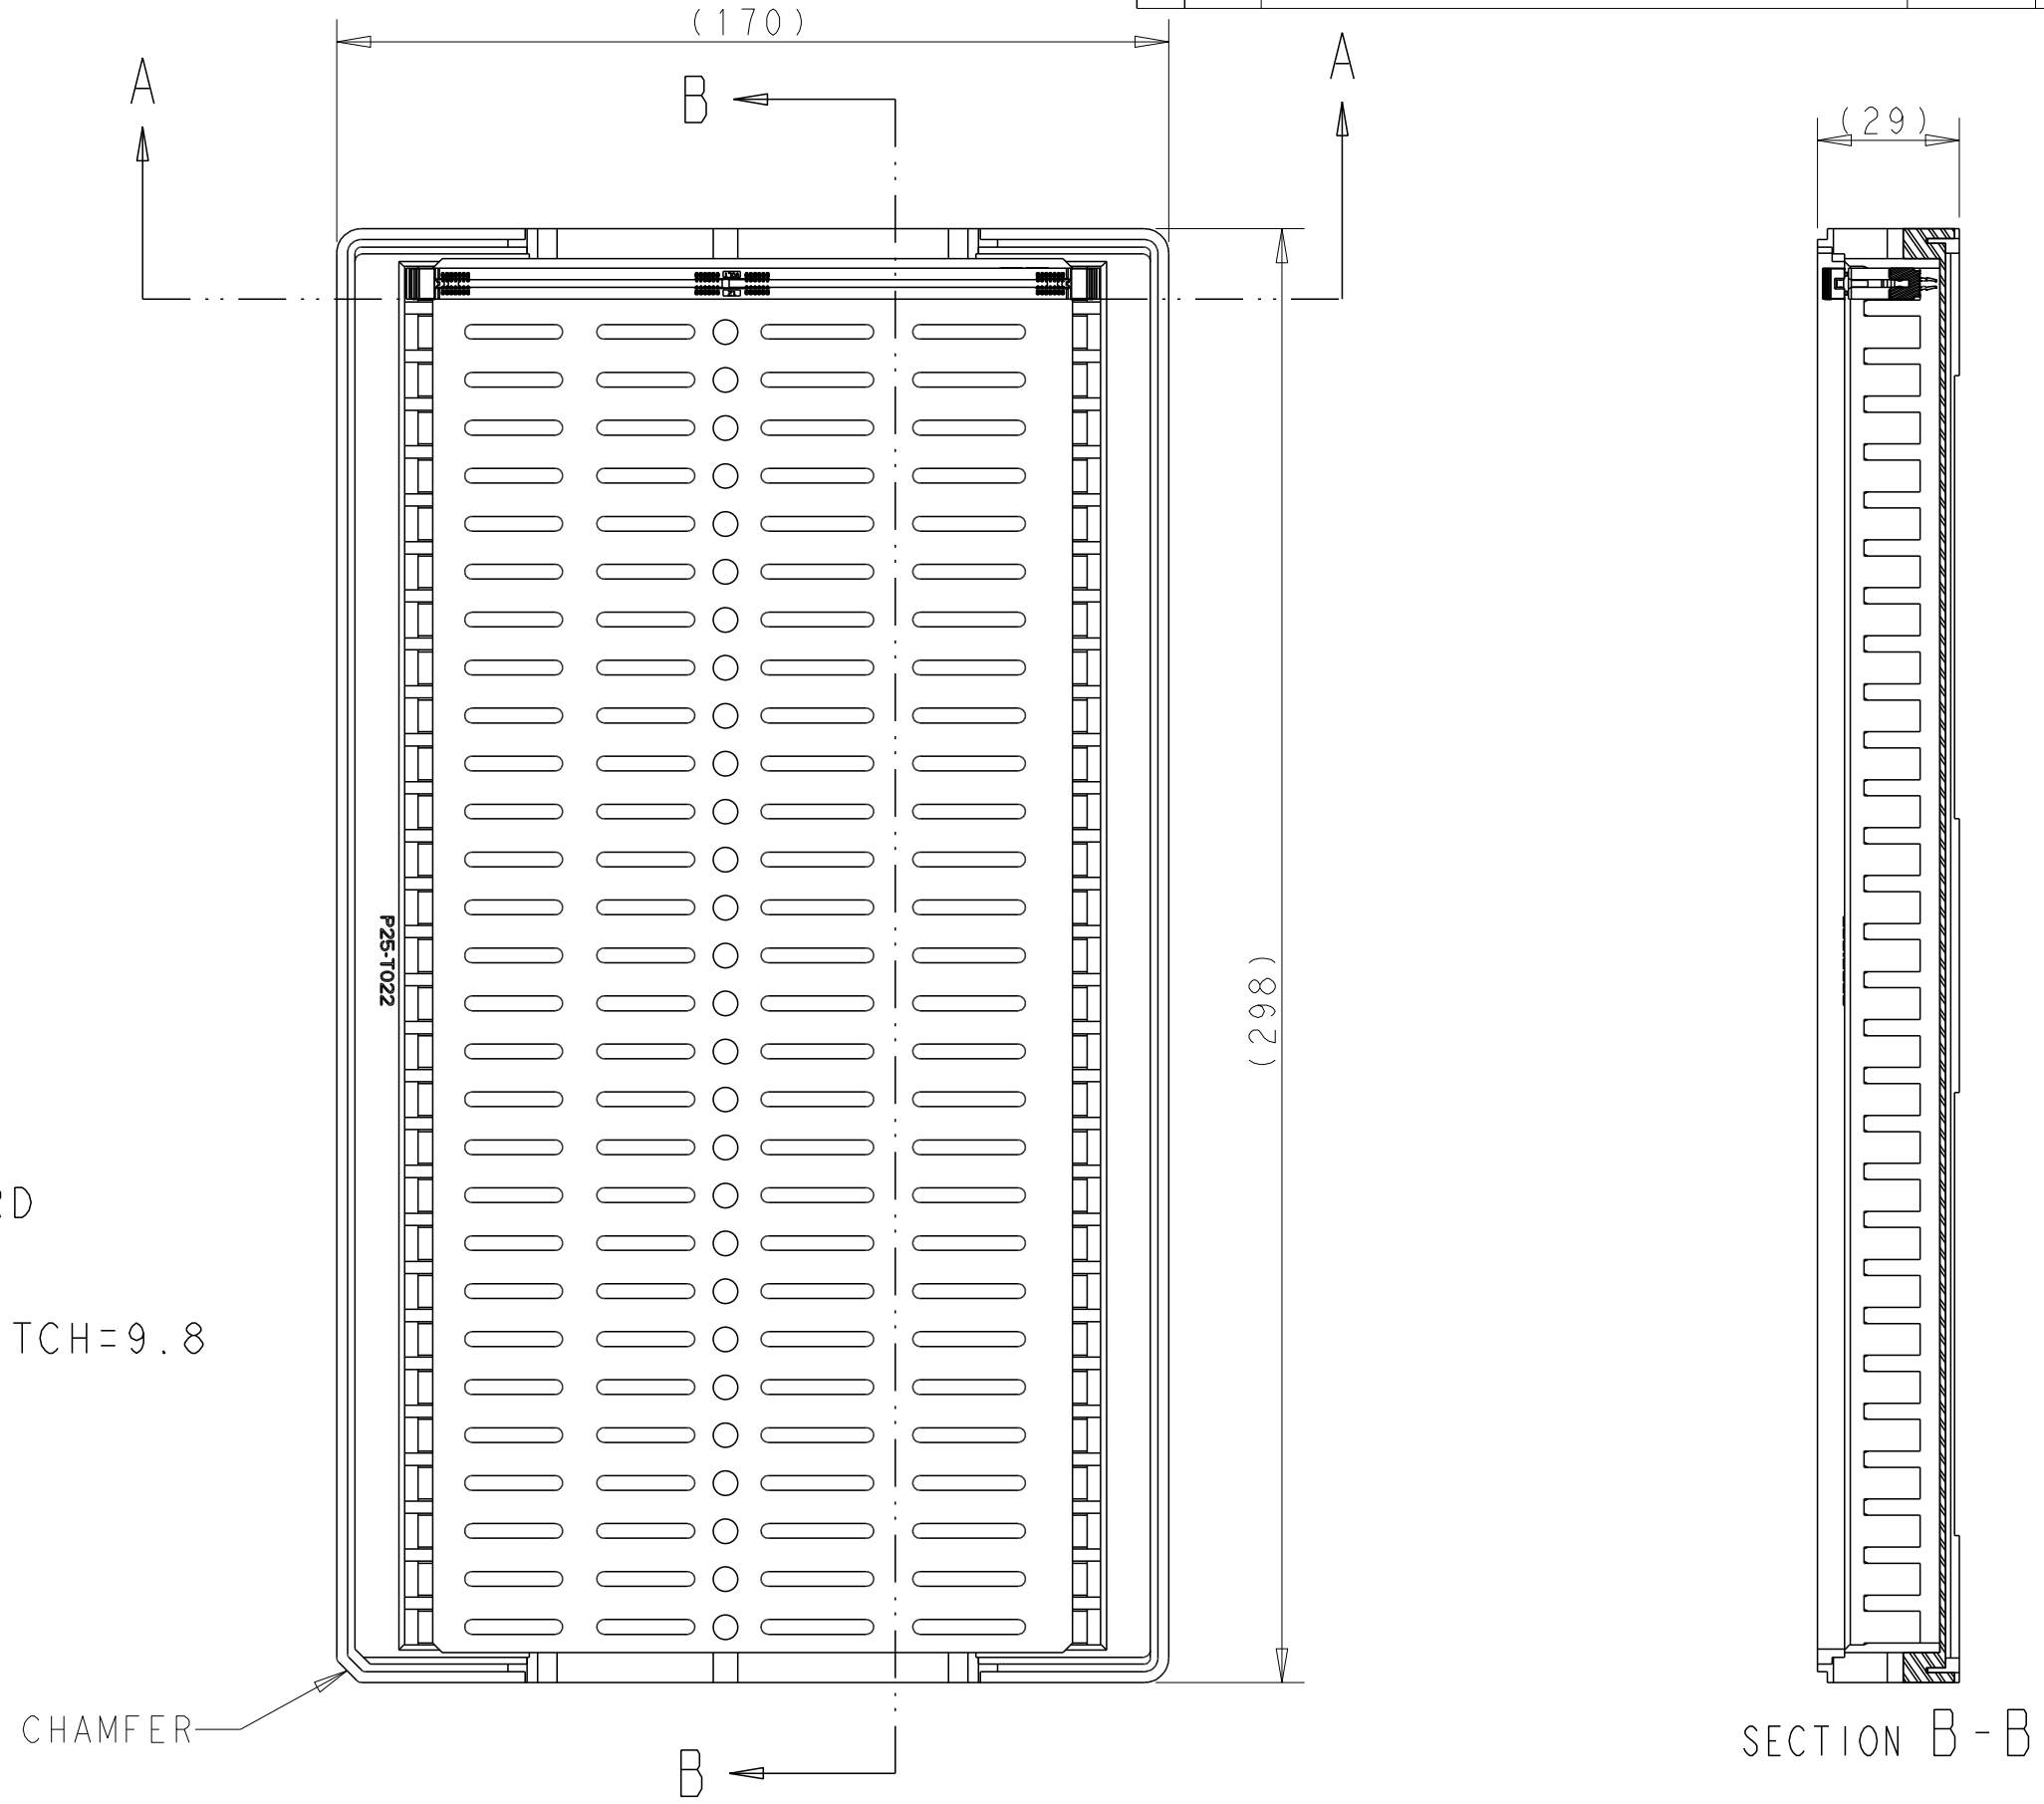 (170)
A
A
B
(29)
P25-T022
(298)
TCH=9.8
CHAMFER
SECTION B-B
B